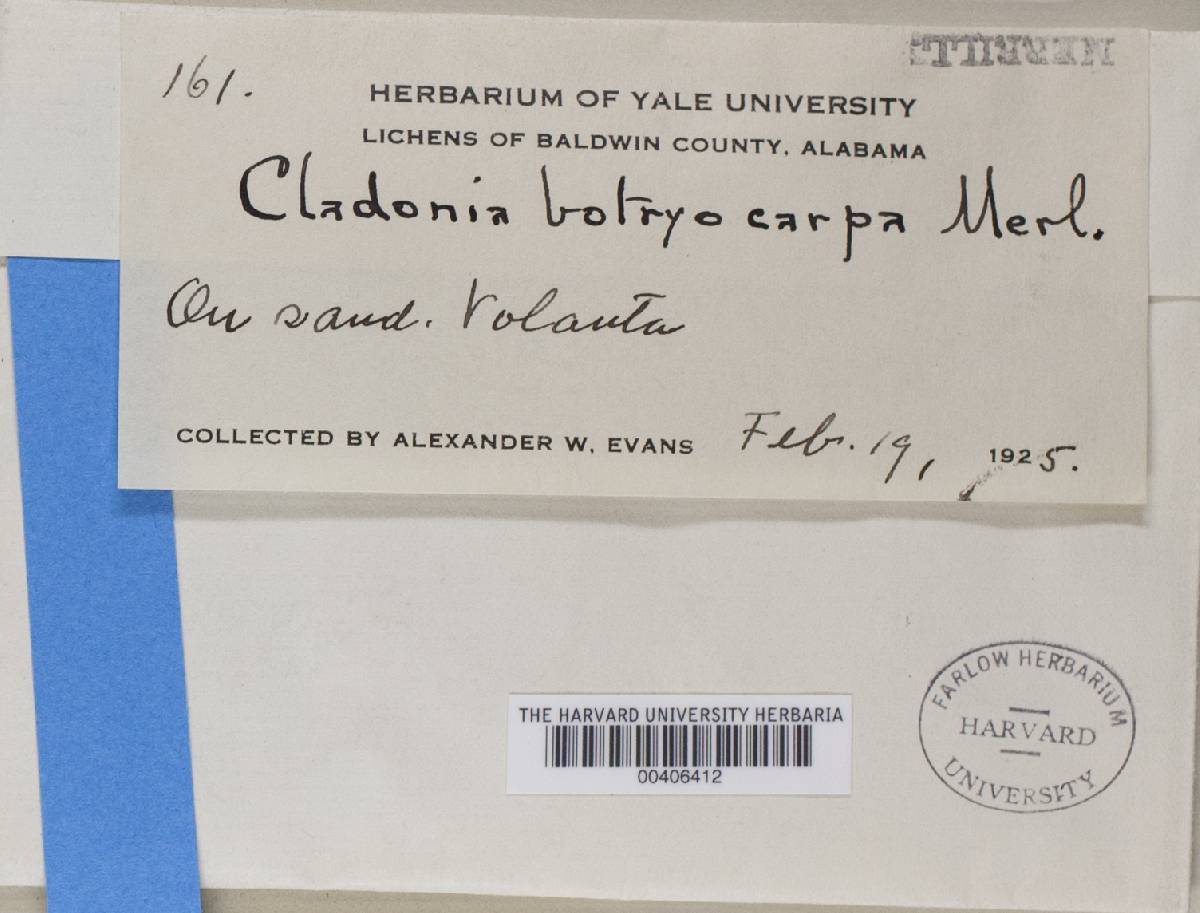 MERRILL
161.
HERBARIUM OF YALE UNIVERSITY
LICHENS OF BALDWIN COUNTY, ALABAMA
Cladonia botryocarpa Merl.
On sand. Volanta
COLLECTED BY ALEXANDER W. EVANS Feb. 19, 1925.
THE HARVARD UNIVERSITY HERBARIA
00406412
FARLOW HERBARIUM
HARVARD
UNIVERSITY